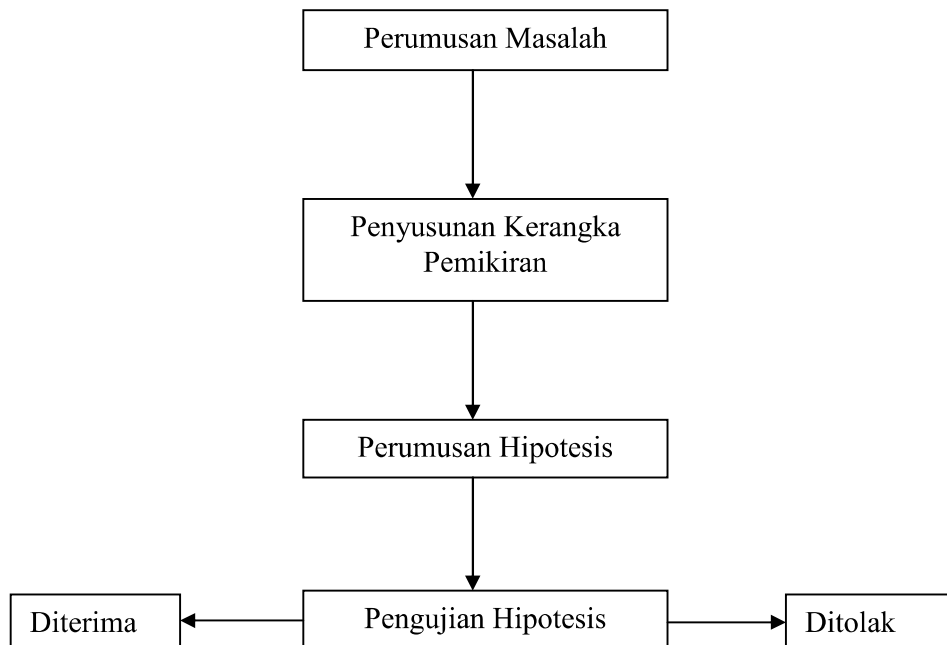 Perumusan Masalah
Penyusunan Kerangka
Pemikiran
Perumusan Hipotesis
Diterima
Pengujian Hipotesis
Ditolak